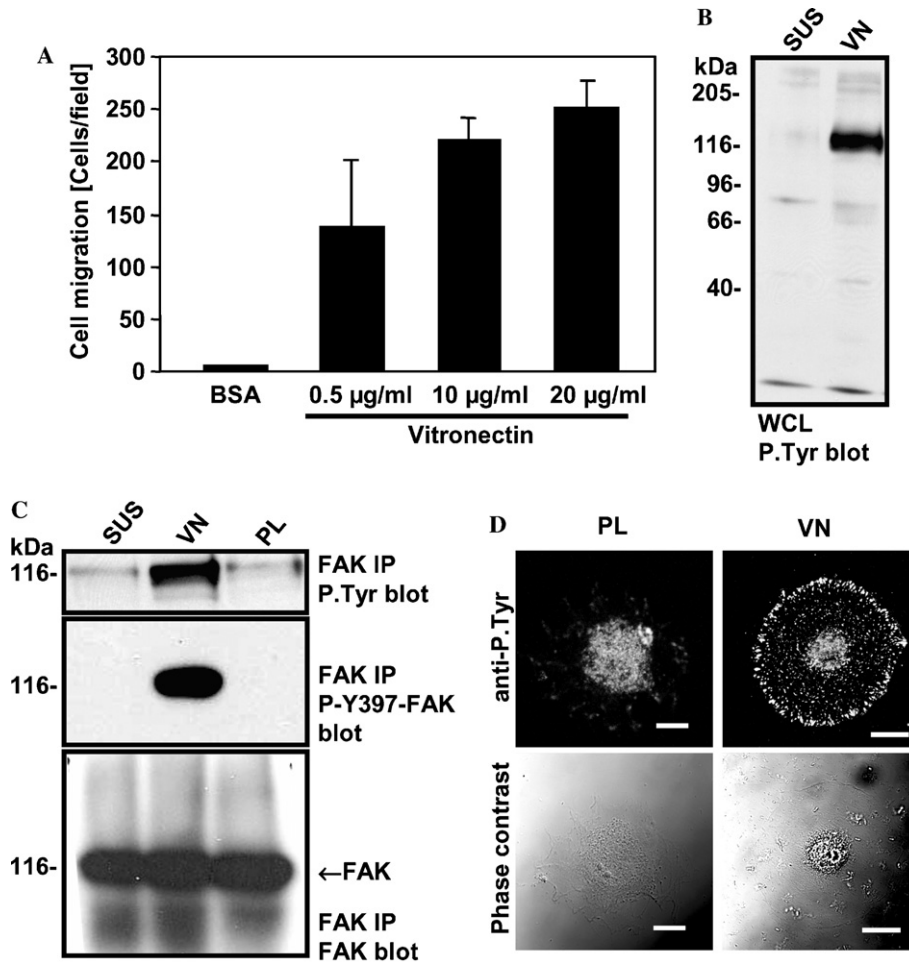 A
Cell migration [Cells/field]
300
250
200
150
100
50
0
BSA
0.5 µg/ml
10 µg/ml
20 µg/ml
Vitronectin
B
SUS
VN
kDa
205-
116-
96-
66-
40-
WCL
P.Tyr blot
C
SUS
VN
PL
kDa
116-
FAK IP
P.Tyr blot
116-
FAK IP
P-Y397-FAK
blot
116-
←FAK
FAK IP
FAK blot
D
PL
VN
anti-P.Tyr
Phase contrast